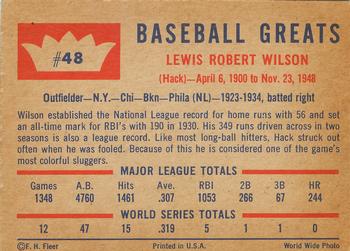 #48
BASEBALL GREATS
LEWIS ROBERT WILSON
(Hack)—April 6, 1900 to Nov. 23, 1948
Outfielder—N.Y.—Chi—Bkn—Phila (NL)—1923-1934, batted right
Wilson established the National League record for home runs with 56 and set
an all-time mark for RBI's with 190 in 1930. His 349 runs driven across in two
years is also a record for the NL. Like most long-ball hitters, Hack struck out
often when he was fooled. Because of this he is considered one of the game's
most colorful sluggers.
MAJOR LEAGUE TOTALS
Games A.B. Hits Ave. RBI 2B 3B HR
1348 4760 1461 .307 1053 266 67 244
WORLD SERIES TOTALS
12 47 15 .319 5 1 1 0
©F. H. Fleer Printed in U.S.A. World Wide Photo